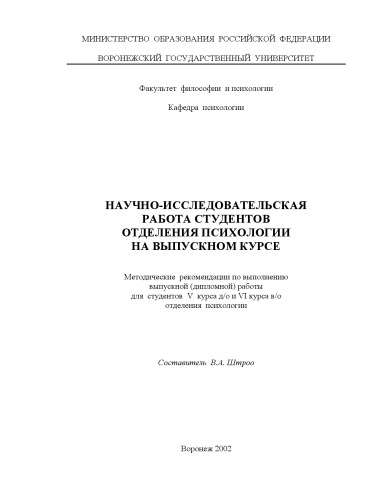 МИНИСТЕРСТВО ОБРАЗОВАНИЯ РОССИЙСКОЙ ФЕДЕРАЦИИ
ВОРОНЕЖСКИЙ ГОСУДАРСТВЕННЫЙ УНИВЕРСИТЕТ
Факультет философии и психологии
Кафедра психологии
НАУЧНО-ИССЛЕДОВАТЕЛЬСКАЯ
РАБОТА СТУДЕНТОВ
ОТДЕЛЕНИЯ ПСИХОЛОГИИ
НА ВЫПУСКНОМ КУРСЕ
Методические рекомендации по выполнению
выпускной (дипломной) работы
для студентов V курса д/о и VI курса в/о
отделения психологии
Составитель В.А. Штроо
Воронеж 2002